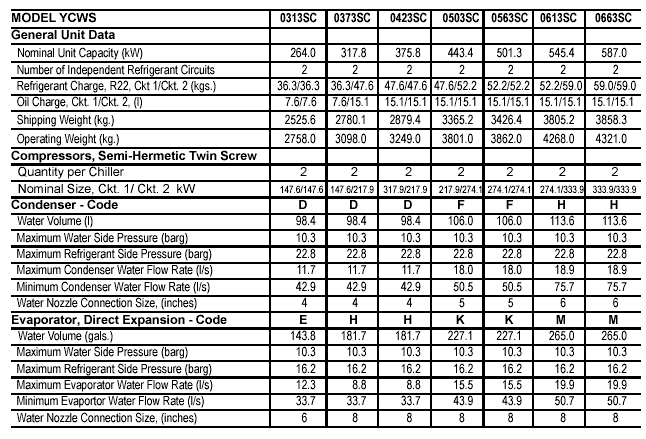 MODEL YCWS 0313SC 0373SC 0423SC 0503SC 0563SC 0613SC 0663SC
General Unit Data
Nominal Unit Capacity (kW) 264.0 317.8 375.8 443.4 501.3 545.4 587.0
Number of Independent Refrigerant Circuits 2 2 2 2 2 2 2
Refrigerant Charge, R22, Ckt 1/Ckt. 2 (kgs.) 36.3/36.3 36.3/47.6 47.6/47.6 47.6/52.2 52.2/52.2 52.2/59.0 59.0/59.0
Oil Charge, Ckt. 1/Ckt. 2, (l) 7.6/7.6 7.6/15.1 15.1/15.1 15.1/15.1 15.1/15.1 15.1/15.1 15.1/15.1
Shipping Weight (kg.) 2525.6 2780.1 2879.4 3365.2 3426.4 3805.2 3858.3
Operating Weight (kg.) 2758.0 3098.0 3249.0 3801.0 3862.0 4268.0 4321.0
Compressors, Semi-Hermetic Twin Screw
Quantity per Chiller 2 2 2 2 2 2 2
Nominal Size, Ckt. 1/ Ckt. 2 kW 147.6/147.6 147.6/217.9 317.9/217.9 217.9/274.1 274.1/274.1 274.1/333.9 333.9/333.9
Condenser - Code D D D F F H H
Water Volume (l) 98.4 98.4 98.4 106.0 106.0 113.6 113.6
Maximum Water Side Pressure (barg) 10.3 10.3 10.3 10.3 10.3 10.3 10.3
Maximum Refrigerant Side Pressure (barg) 22.8 22.8 22.8 22.8 22.8 22.8 22.8
Maximum Condenser Water Flow Rate (l/s) 11.7 11.7 11.7 18.0 18.0 18.9 18.9
Minimum Condenser Water Flow Rate (l/s) 42.9 42.9 42.9 50.5 50.5 75.7 75.7
Water Nozzle Connection Size, (inches) 4 4 4 5 5 6 6
Evaporator, Direct Expansion - Code E H H K K M M
Water Volume (gals.) 143.8 181.7 181.7 227.1 227.1 265.0 265.0
Maximum Water Side Pressure (barg) 10.3 10.3 10.3 10.3 10.3 10.3 10.3
Maximum Refrigerant Side Pressure (barg) 16.2 16.2 16.2 16.2 16.2 16.2 16.2
Maximum Evaporator Water Flow Rate (l/s) 12.3 8.8 8.8 15.5 15.5 19.9 19.9
Minimum Evaportor Water Flow Rate (l/s) 33.7 33.7 33.7 43.9 43.9 50.7 50.7
Water Nozzle Connection Size, (inches) 6 8 8 8 8 8 8